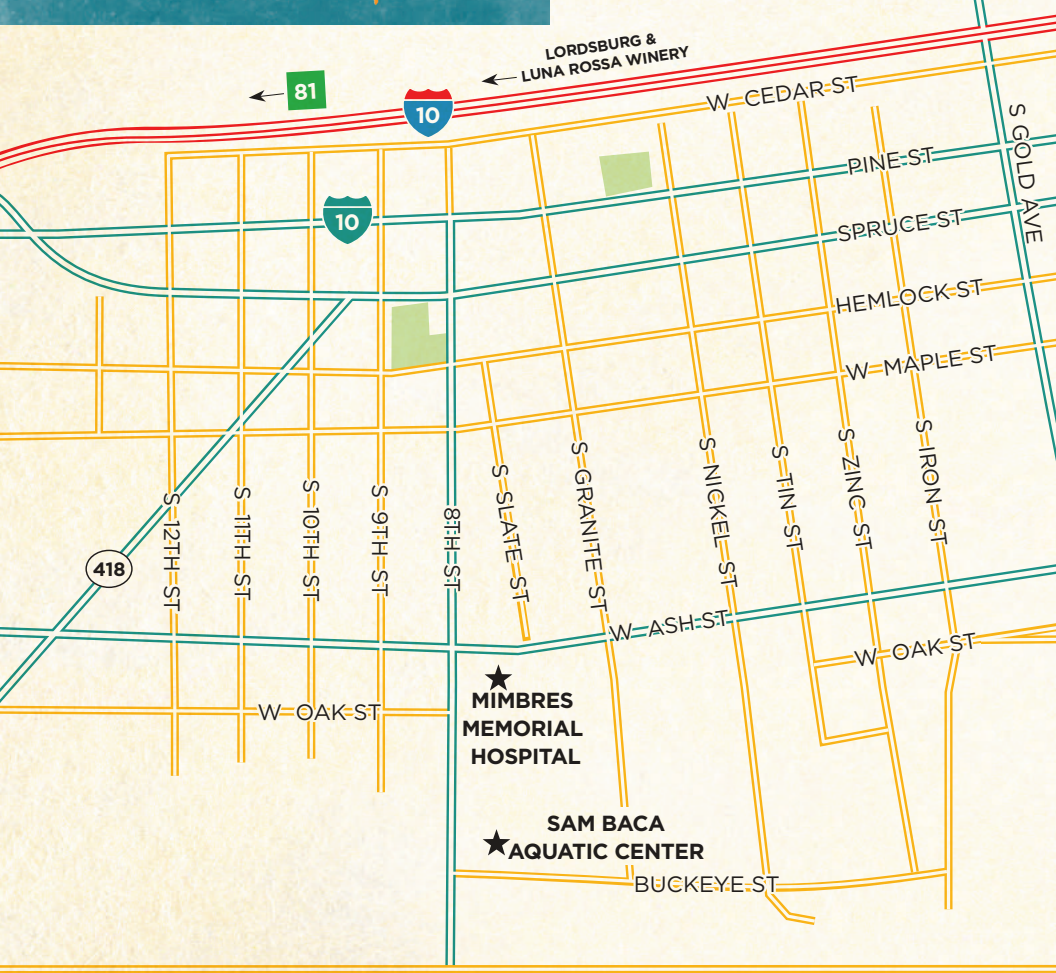 LORDSBURG &
LUNA ROSSA WINERY
81
10
W CEDAR ST
S GOLD AVE
PINE ST
10
SPRUCE ST
HEMLOCK ST
W MAPLE ST
S 12TH ST
S 11TH ST
S 10TH ST
S 9TH ST
8TH ST
S SLATE ST
S GRANITE ST
S NICKEL ST
S TIN ST
S ZINC ST
S IRON ST
418
W ASH ST
W OAK ST
MIMBRES
MEMORIAL
HOSPITAL
W OAK ST
SAM BACA
AQUATIC CENTER
BUCKEYE ST